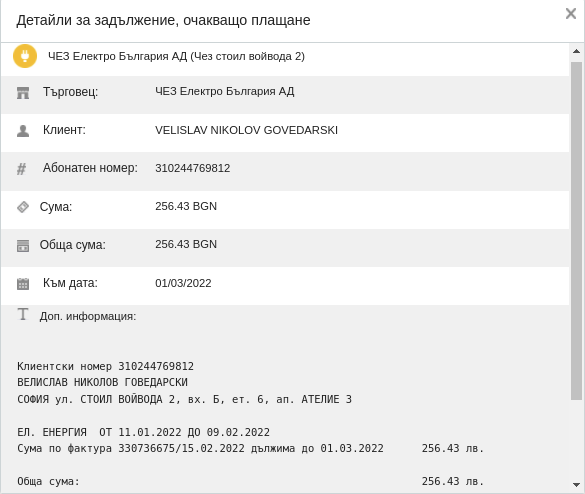 Детайли за задължение, очакващо плащане
ЧЕЗ Електро България АД (Чез стоил войвода 2)
Търговец: ЧЕЗ Електро България АД
Клиент: VELISLAV NIKOLOV GOVEDARSKI
Абонатен номер: 310244769812
Сума: 256.43 BGN
Обща сума: 256.43 BGN
Към дата: 01/03/2022
Доп. информация:
Клиентски номер 310244769812
ВЕЛИСЛАВ НИКОЛОВ ГОВЕДАРСКИ
СОФИЯ ул. СТОИЛ ВОЙВОДА 2, вх. Б, ет. 6, ап. АТЕЛИЕ 3
ЕЛ. ЕНЕРГИЯ ОТ 11.01.2022 ДО 09.02.2022
Сума по фактура 330736675/15.02.2022 дължима до 01.03.2022 256.43 лв.
Обща сума: 256.43 лв.